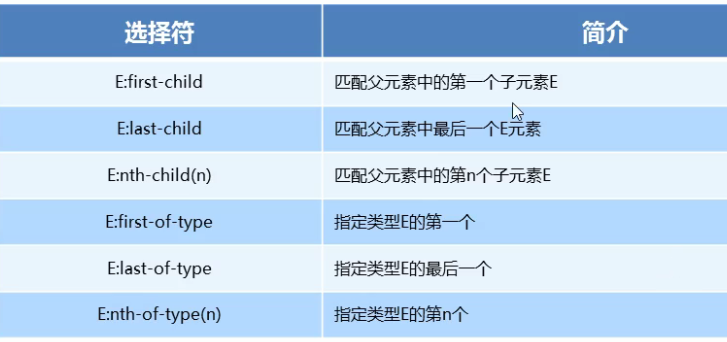 选择符 简介
E:first-child 匹配父元素中的第一个子元素E
E:last-child 匹配父元素中最后一个E元素
E:nth-child(n) 匹配父元素中的第n个子元素E
E:first-of-type 指定类型E的第一个
E:last-of-type 指定类型E的最后一个
E:nth-of-type(n) 指定类型E的第n个